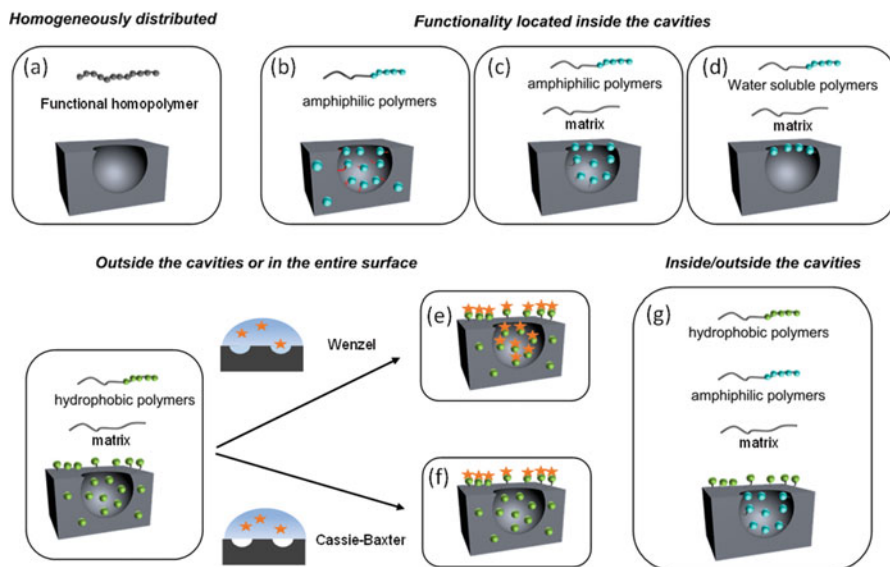 Homogeneously distributed
Functionality located inside the cavities
(a)
Functional homopolymer
(b)
amphiphilic polymers
(c)
amphiphilic polymers
matrix
(d)
Water soluble polymers
matrix
Outside the cavities or in the entire surface
Inside/outside the cavities
hydrophobic polymers
matrix
Wenzel
Cassie-Baxter
(e)
(f)
(g)
hydrophobic polymers
amphiphilic polymers
matrix